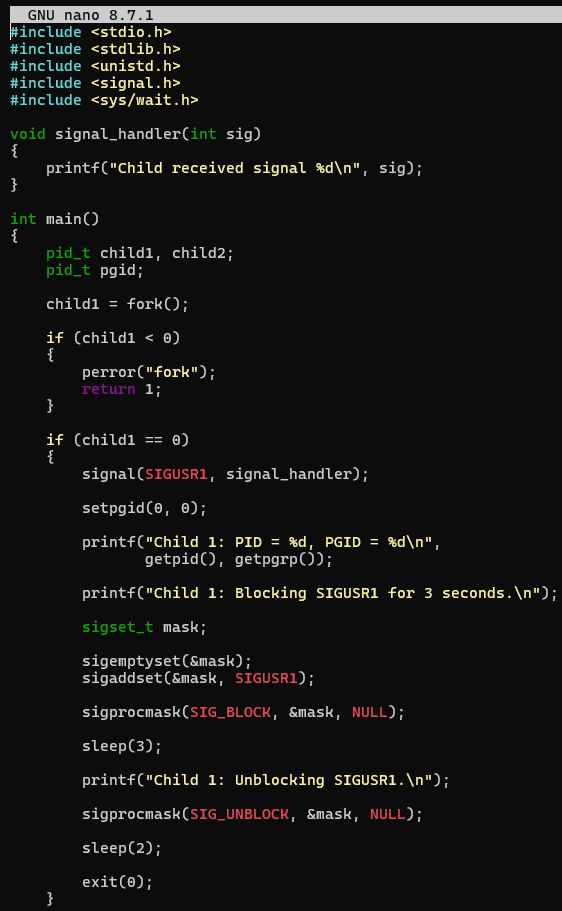 GNU nano 8.7.1
#include <stdio.h>
#include <stdlib.h>
#include <unistd.h>
#include <signal.h>
#include <sys/wait.h>

void signal_handler(int sig)
{
    printf("Child received signal %d\n", sig);
}

int main()
{
    pid_t child1, child2;
    pid_t pgid;

    child1 = fork();

    if (child1 < 0)
    {
        perror("fork");
        return 1;
    }

    if (child1 == 0)
    {
        signal(SIGUSR1, signal_handler);

        setpgid(0, 0);

        printf("Child 1: PID = %d, PGID = %d\n",
               getpid(), getpgrp());

        printf("Child 1: Blocking SIGUSR1 for 3 seconds.\n");

        sigset_t mask;

        sigemptyset(&mask);
        sigaddset(&mask, SIGUSR1);

        sigprocmask(SIG_BLOCK, &mask, NULL);

        sleep(3);

        printf("Child 1: Unblocking SIGUSR1.\n");

        sigprocmask(SIG_UNBLOCK, &mask, NULL);

        sleep(2);

        exit(0);
    }